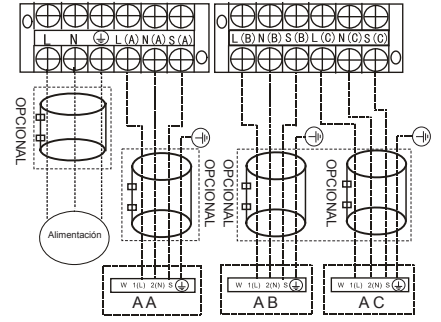 L N L(A) N(A) S(A)
L(B) N(B) S(B) L(C) N(C) S(C)
OPCIONAL
OPCIONAL
OPCIONAL
OPCIONAL
Alimentación
W 1(L) 2(N) S
AA
W 1(L) 2(N) S
AB
W 1(L) 2(N) S
AC